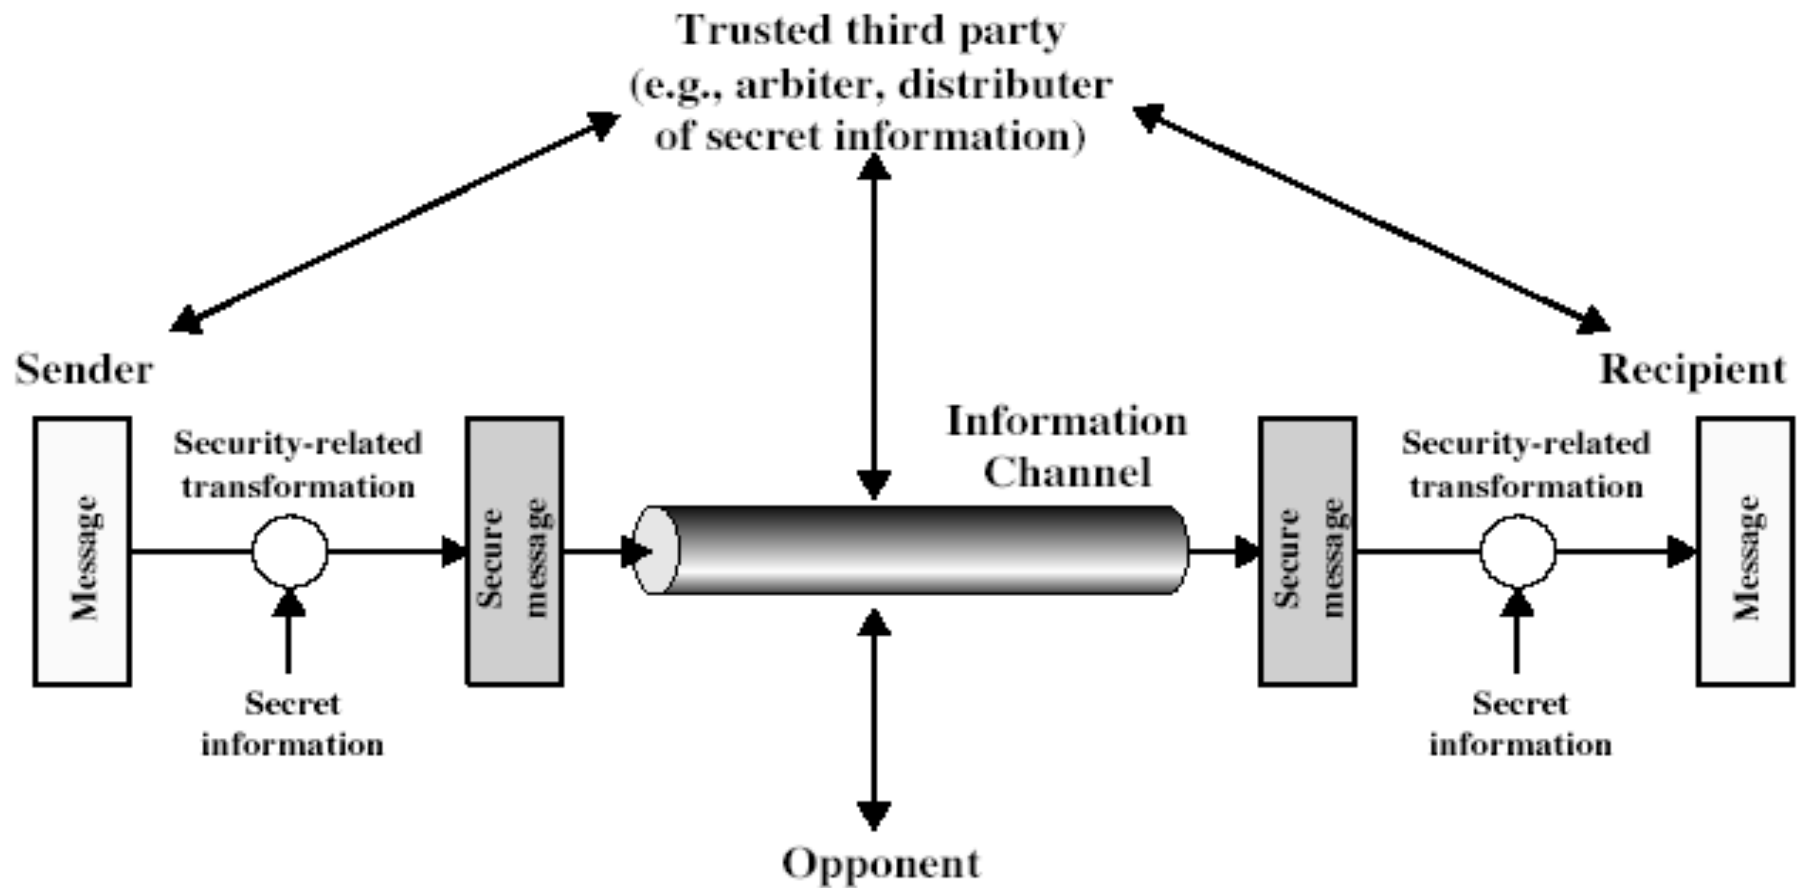 Trusted third party
(e.g., arbiter, distributer
of secret information)
Sender
Recipient
Information
Channel
Security-related
transformation
Security-related
transformation
Message
Secure
message
Secure
message
Message
Secret
information
Secret
information
Opponent